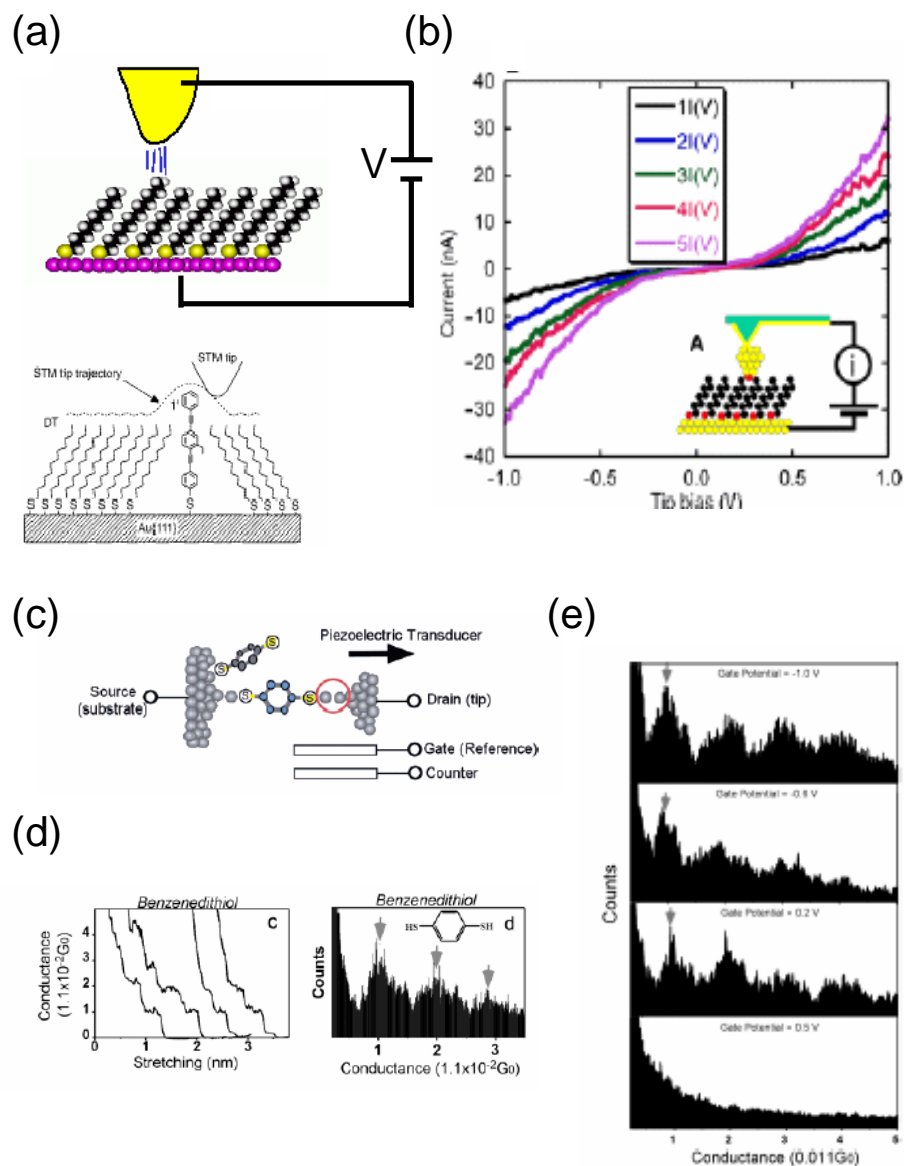 (a)
V
STM tip trajectory
STM tip
1'
DT
S S S S S S S S S S
Au{111}
(b)
40
30
20
10
0
-10
-20
-30
-40
Current (nA)
-1.0 -0.5 0.0 0.5 1.0
Tip bias (V)
1I(V)
2I(V)
3I(V)
4I(V)
5I(V)
A
i
(c)
Piezoelectric Transducer
Source
(substrate)
S
S
S
S
Drain (tip)
Gate (Reference)
Counter
(d)
Benzenedithiol
c
Conductance
(1.1x10-2G0)
4
3
2
1
0
0 1 2 3
Stretching (nm)
Benzenedithiol
d
HS SH
Counts
1 2 3
Conductance (1.1x10-2G0)
(e)
Gate Potential = -1.0 V
Gate Potential = -0.6 V
Gate Potential = 0.2 V
Gate Potential = 0.5 V
Counts
1 2 3 4 5
Conductance (0.011G0)